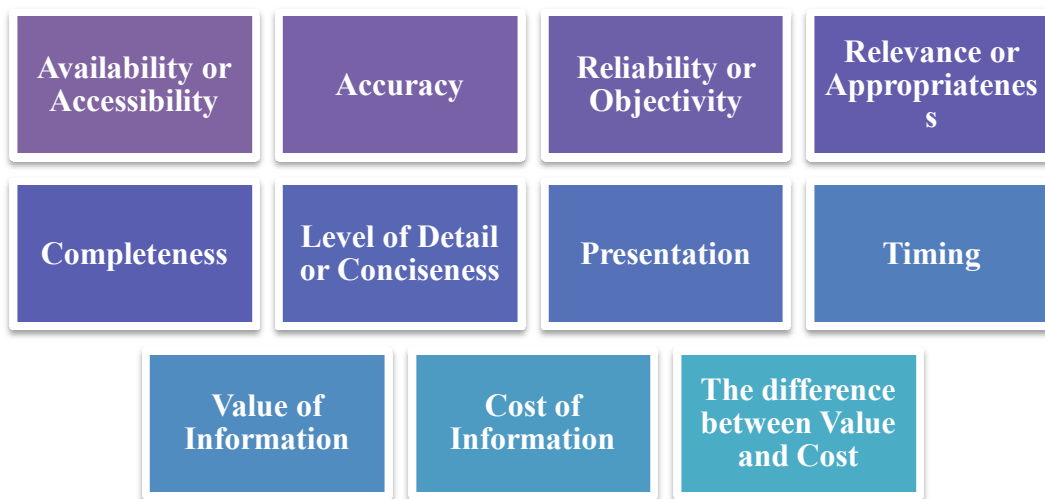 Availability or
Accessibility
Accuracy
Reliability or
Objectivity
Relevance or
Appropriatenes
s
Completeness
Level of Detail
or Conciseness
Presentation
Timing
Value of
Information
Cost of
Information
The difference
between Value
and Cost